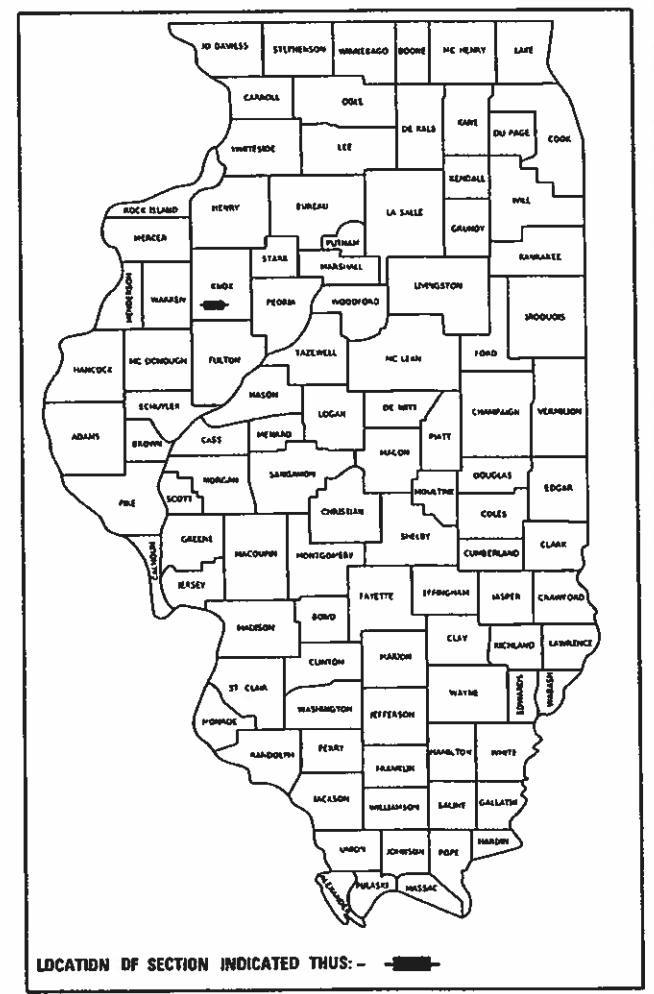 JO DAVIESS
STEPHENSON
WINNEBAGO
BOONE
MC HENRY
LAKE
CARROLL
OGLE
DE KALB
KANE
DU PAGE
COOK
WHITESIDE
LEE
KENDALL
WILL
ROCK ISLAND
HENRY
BUREAU
LA SALLE
GRUNDY
MERCER
PUTNAM
KANKAKEE
STARK
MARSHALL
HENDERSON
WARREN
KNOX
PEORIA
WOODFORD
LIVINGSTON
IROQUOIS
HANCOCK
MC DONOUGH
FULTON
TAZEWELL
MC LEAN
FORD
SCHUYLER
MASON
LOGAN
DE WITT
CHAMPAIGN
VERMILION
ADAMS
BROWN
CASS
MENARD
MACON
PIATT
PIKE
SCOTT
MORGAN
SANGAMON
CHRISTIAN
MOULTRIE
DOUGLAS
EDGAR
COLES
CALHOUN
GREENE
MACOUPIN
MONTGOMERY
SHELBY
CUMBERLAND
CLARK
JERSEY
FAYETTE
EFFINGHAM
JASPER
CRAWFORD
MADISON
BOND
CLAY
RICHLAND
LAWRENCE
CLINTON
MARION
ST CLAIR
WASHINGTON
JEFFERSON
WAYNE
EDWARDS
WABASH
MONROE
RANDOLPH
PERRY
FRANKLIN
HAMILTON
WHITE
JACKSON
WILLIAMSON
SALINE
GALLATIN
UNION
JOHNSON
POPE
HARDIN
ALEXANDER
PULASKI
MASSAC
LOCATION OF SECTION INDICATED THUS: -